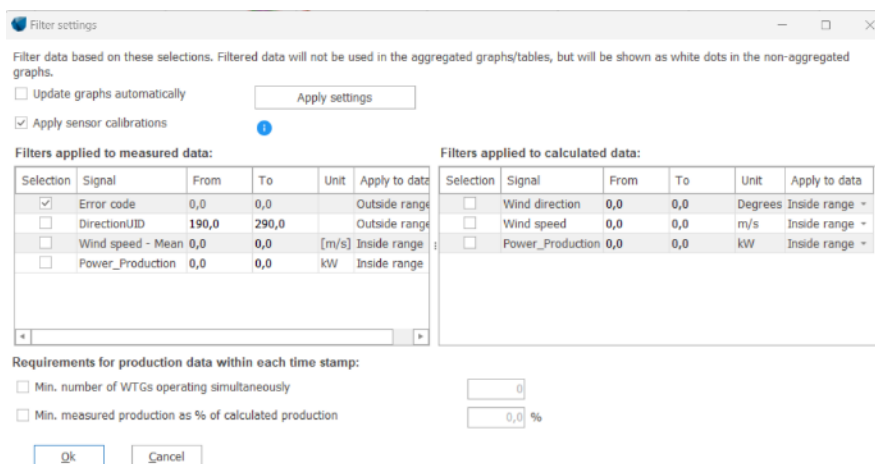 Filter settings
Filter data based on these selections. Filtered data will not be used in the aggregated graphs/tables, but will be shown as white dots in the non-aggregated
graphs.
Update graphs automatically
Apply settings
Apply sensor calibrations
Filters applied to measured data:
Selection Signal From To Unit Apply to data
Error code 0,0 0,0 Outside range
DirectionUID 190,0 290,0 Outside range
Wind speed - Mean 0,0 0,0 [m/s] Inside range
Power_Production 0,0 0,0 kW Inside range
Filters applied to calculated data:
Selection Signal From To Unit Apply to data
Wind direction 0,0 0,0 Degrees Inside range
Wind speed 0,0 0,0 m/s Inside range
Power_Production 0,0 0,0 kW Inside range
Requirements for production data within each time stamp:
Min. number of WTGs operating simultaneously 0
Min. measured production as % of calculated production 0,0 %
Ok Cancel